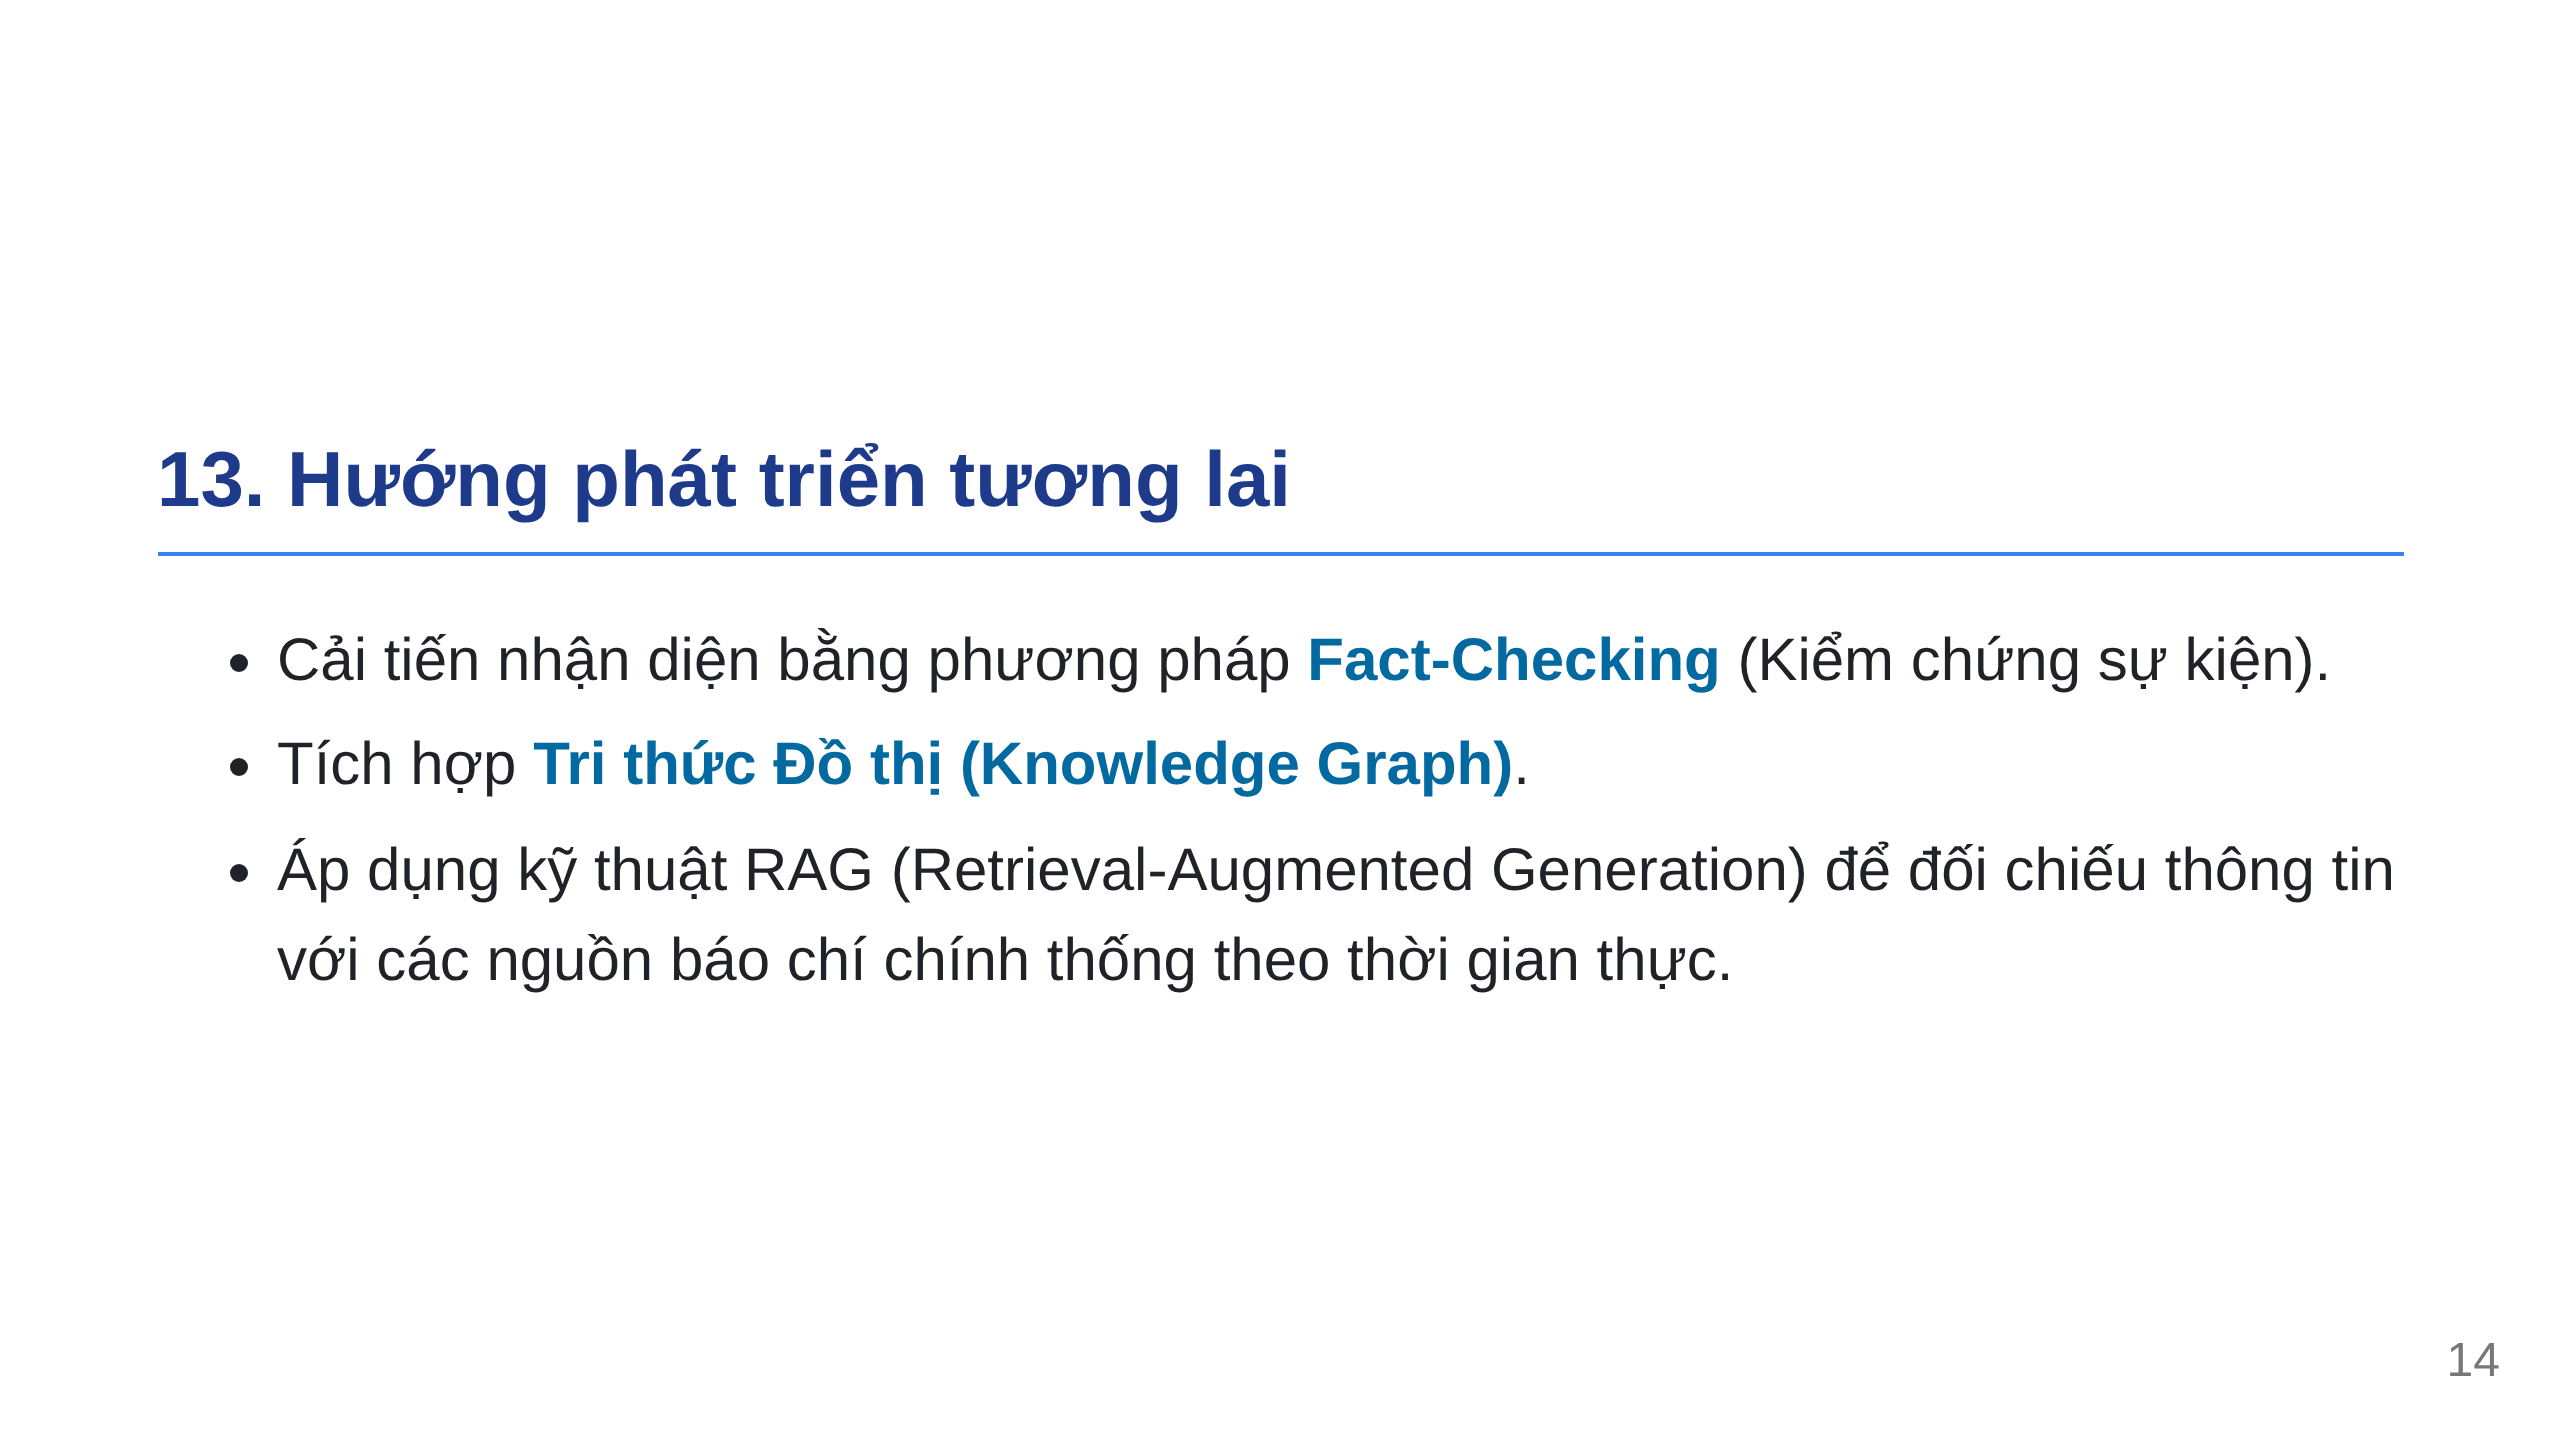 13. Hướng phát triển tương lai
• Cải tiến nhận diện bằng phương pháp Fact-Checking (Kiểm chứng sự kiện).
• Tích hợp Tri thức Đồ thị (Knowledge Graph).
• Áp dụng kỹ thuật RAG (Retrieval-Augmented Generation) để đối chiếu thông tin
với các nguồn báo chí chính thống theo thời gian thực.
14